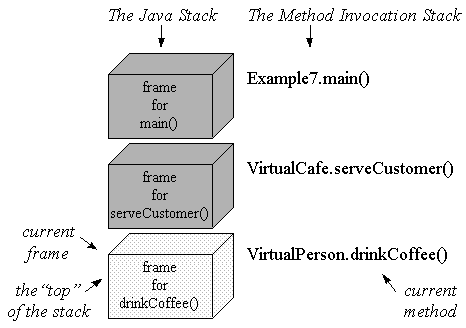 The Java Stack
The Method Invocation Stack
frame
for
main()
Example7.main()
frame
for
serveCustomer()
VirtualCafe.serveCustomer()
current
frame
the “top”
of the stack
frame
for
drinkCoffee()
VirtualPerson.drinkCoffee()
current
method